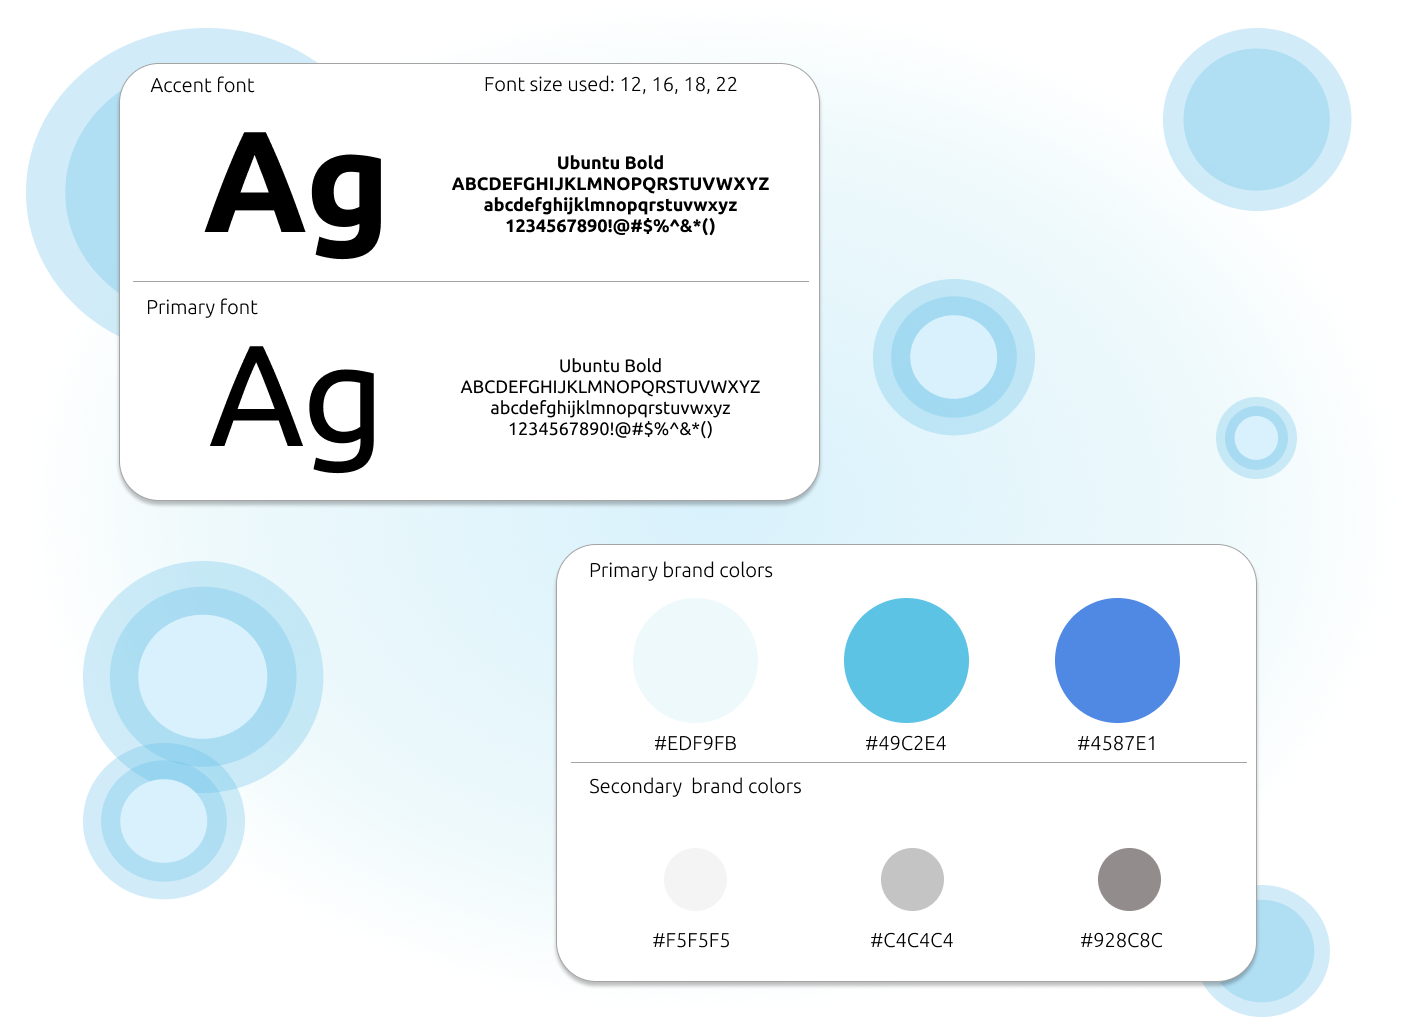 Accent font
Font size used: 12, 16, 18, 22
Ag
Ubuntu Bold
ABCDEFGHIJKLMNOPQRSTUVWXYZ
abcdefghijklmnopqrstuvwxyz
1234567890!@#$%^&*()
Primary font
Ag
Ubuntu Bold
ABCDEFGHIJKLMNOPQRSTUVWXYZ
abcdefghijklmnopqrstuvwxyz
1234567890!@#$%^&*()
Primary brand colors
#EDF9FB #49C2E4 #4587E1
Secondary  brand colors
#F5F5F5 #C4C4C4 #928C8C